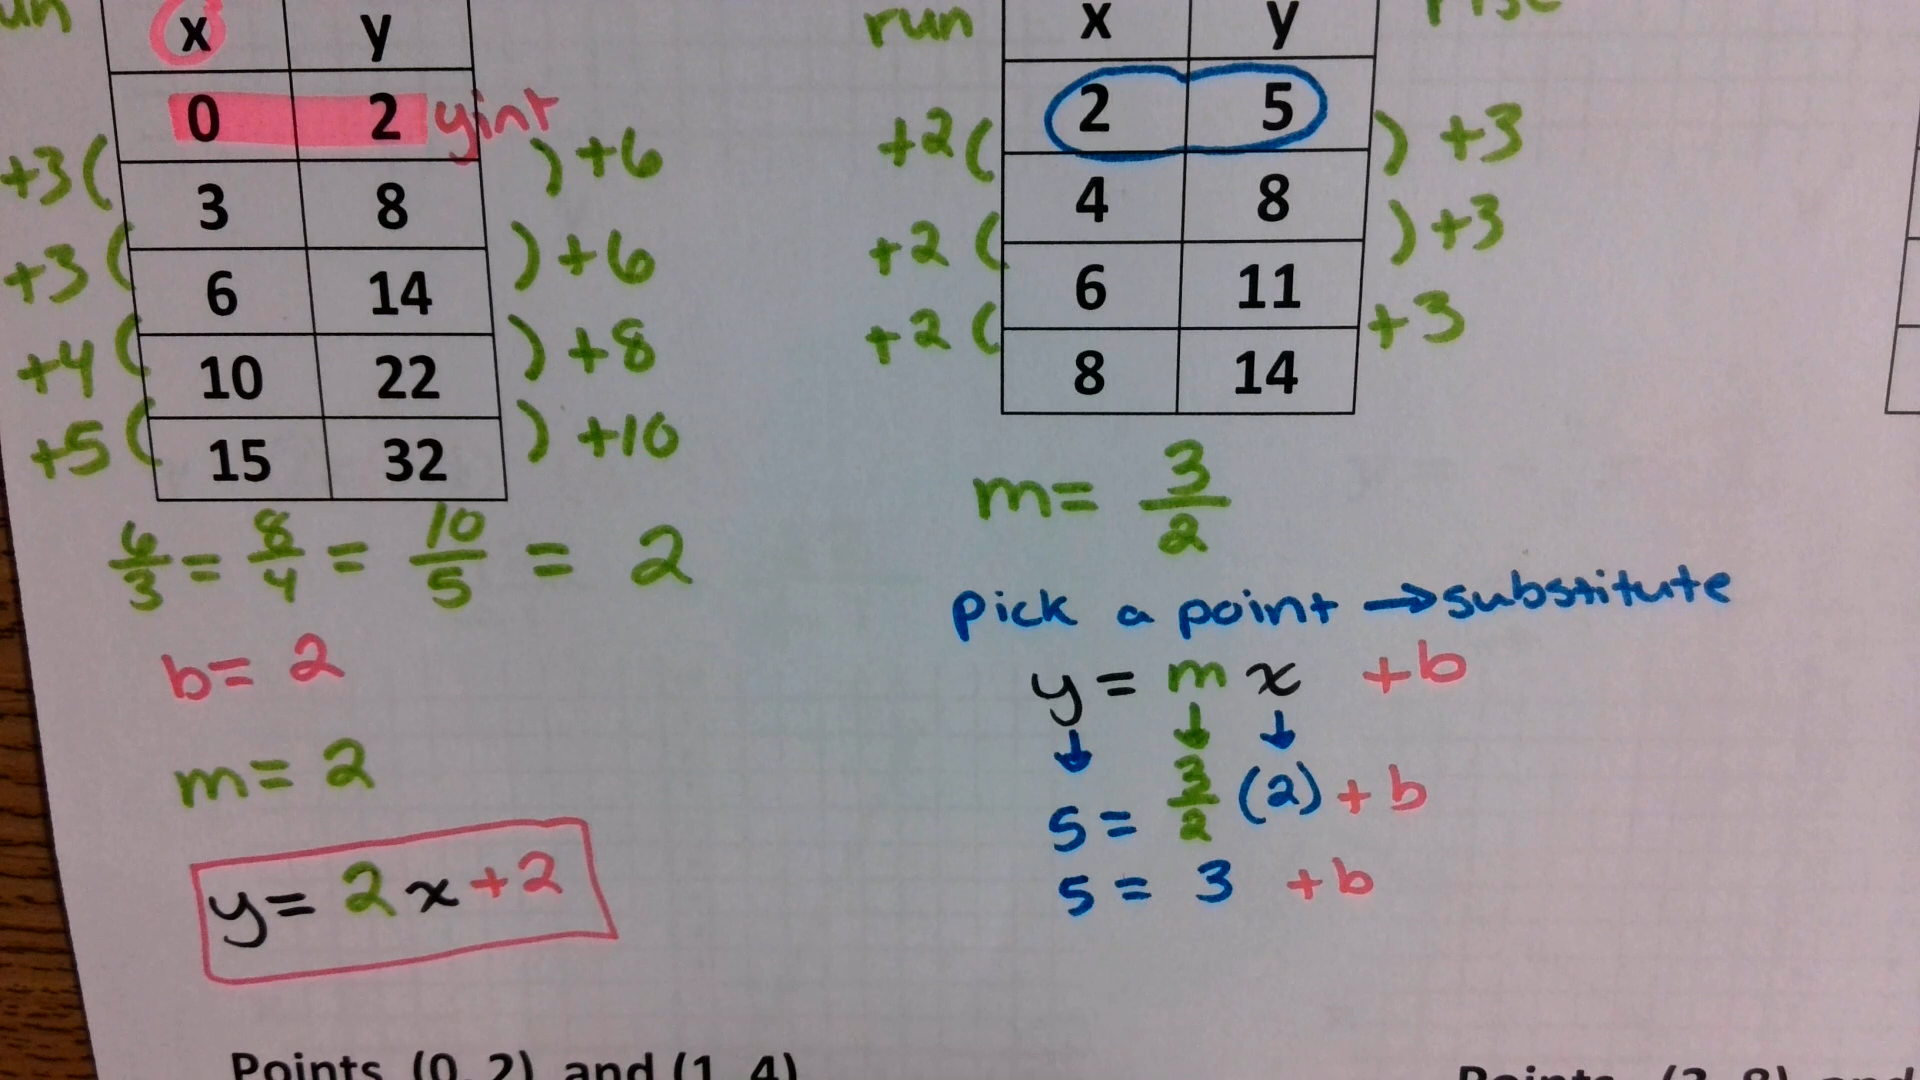 x y
0 2 yint
+3( )+6
3 8
+3( )+6
6 14
+4( )+8
10 22
+5( )+10
15 32
6/3 = 8/4 = 10/5 = 2
b= 2
m= 2
y= 2x+2
Points (0, 2) and (1, 4)
run x y
2 5
+2( )+3
4 8
+2( )+3
6 11
+2( +3
8 14
m= 3/2
pick a point →substitute
y = m x +b
5 = 3/2 (2) + b
5 = 3 + b